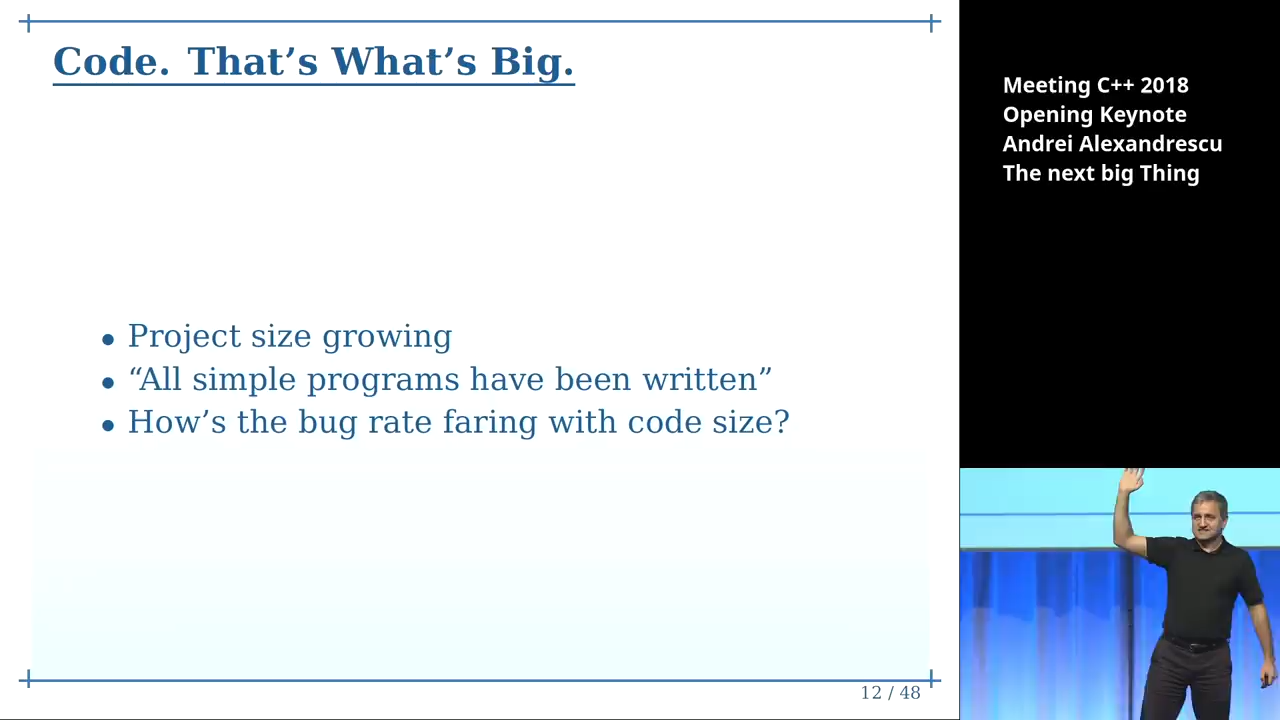 Code. That’s What’s Big.
• Project size growing
• “All simple programs have been written”
• How’s the bug rate faring with code size?
12 / 48
Meeting C++ 2018
Opening Keynote
Andrei Alexandrescu
The next big Thing